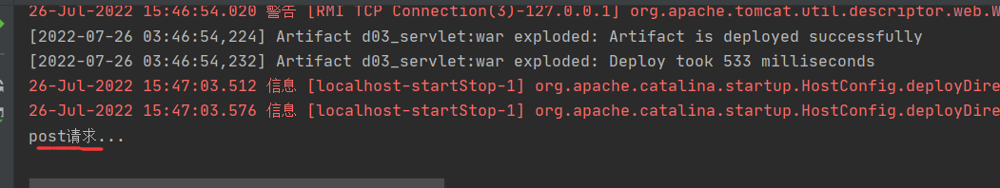 26-Jul-2022 15:46:54.020 警告 [RMI TCP Connection(3)-127.0.0.1] org.apache.tomcat.util.descriptor.web.W
[2022-07-26 03:46:54,224] Artifact d03_servlet:war exploded: Artifact is deployed successfully
[2022-07-26 03:46:54,232] Artifact d03_servlet:war exploded: Deploy took 533 milliseconds
26-Jul-2022 15:47:03.512 信息 [localhost-startStop-1] org.apache.catalina.startup.HostConfig.deployDire
26-Jul-2022 15:47:03.576 信息 [localhost-startStop-1] org.apache.catalina.startup.HostConfig.deployDire
post请求...